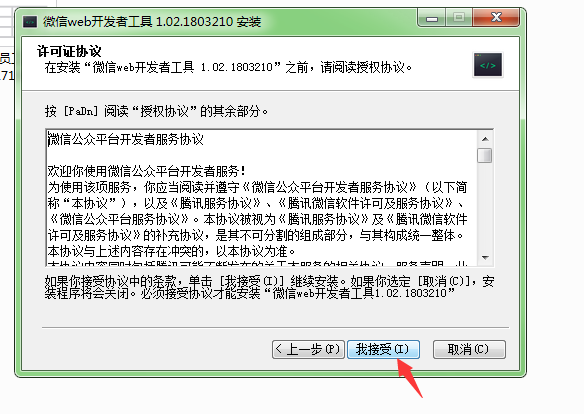 微信web开发者工具 1.02.1803210 安装
许可证协议
在安装“微信web开发者工具 1.02.1803210 ”之前，请阅读授权协议。
</>
按 [PgDn] 阅读“授权协议”的其余部分。
微信公众平台开发者服务协议
欢迎你使用微信公众平台开发者服务！
为使用该项服务，你应当阅读并遵守《微信公众平台开发者服务协议》（以下简
称“本协议”），以及《腾讯服务协议》、《腾讯微信软件许可及服务协议》、
《微信公众平台服务协议》。本协议被视为《腾讯服务协议》及《腾讯微信软件
许可及服务协议》的补充协议，是其不可分割的组成部分，与其构成统一整体。
本协议与上述内容存在冲突的，以本协议为准。
如果你接受协议中的条款，单击 [我接受(I)] 继续安装。如果你选定 [取消(C)]，安
装程序将会关闭。必须接受协议才能安装“微信web开发者工具1.02.1803210”
< 上一步(P)
我接受(I)
取消(C)
员工
171